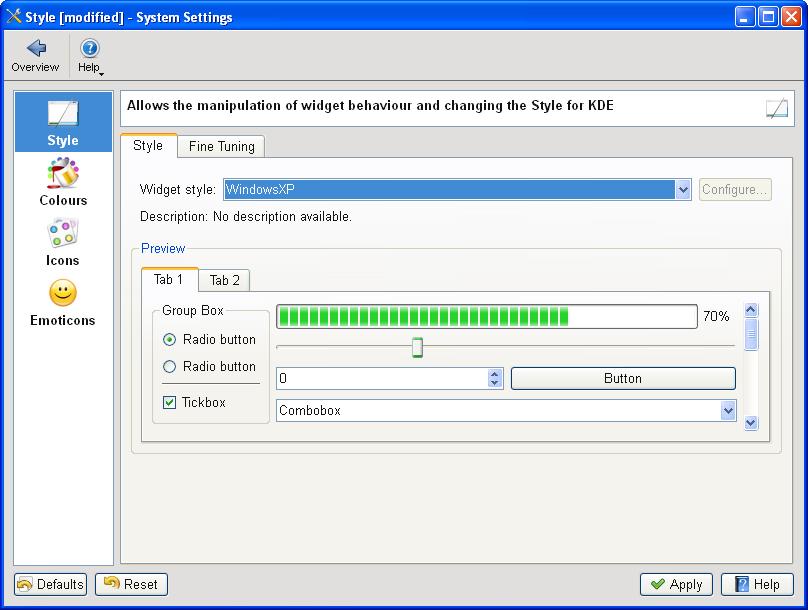 Style [modified] - System Settings
Overview
Help
Style
Colours
Icons
Emoticons
Allows the manipulation of widget behaviour and changing the Style for KDE
Style Fine Tuning
Widget style: WindowsXP Configure...
Description: No description available.
Preview
Tab 1 Tab 2
Group Box
Radio button
Radio button
Tickbox
70%
0 Button
Combobox
Defaults Reset Apply Help